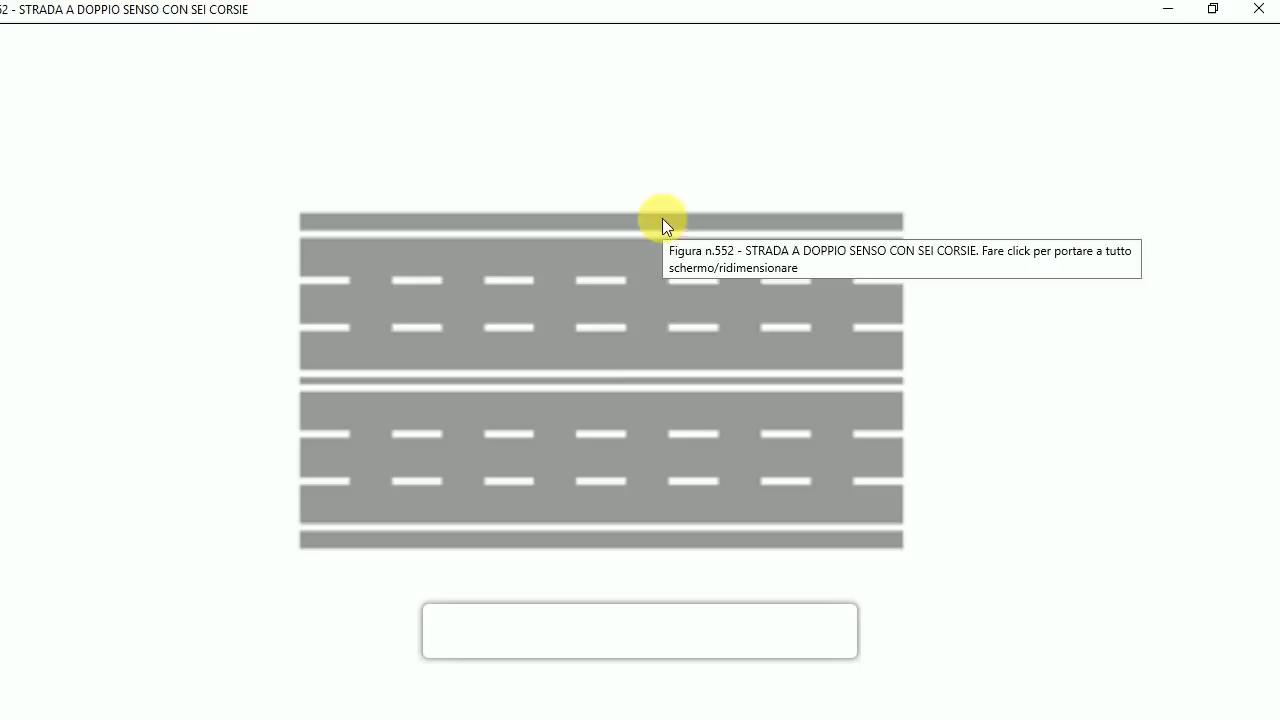 52 - STRADA A DOPPIO SENSO CON SEI CORSIE
Figura n.552 - STRADA A DOPPIO SENSO CON SEI CORSIE. Fare click per portare a tutto
schermo/ridimensionare